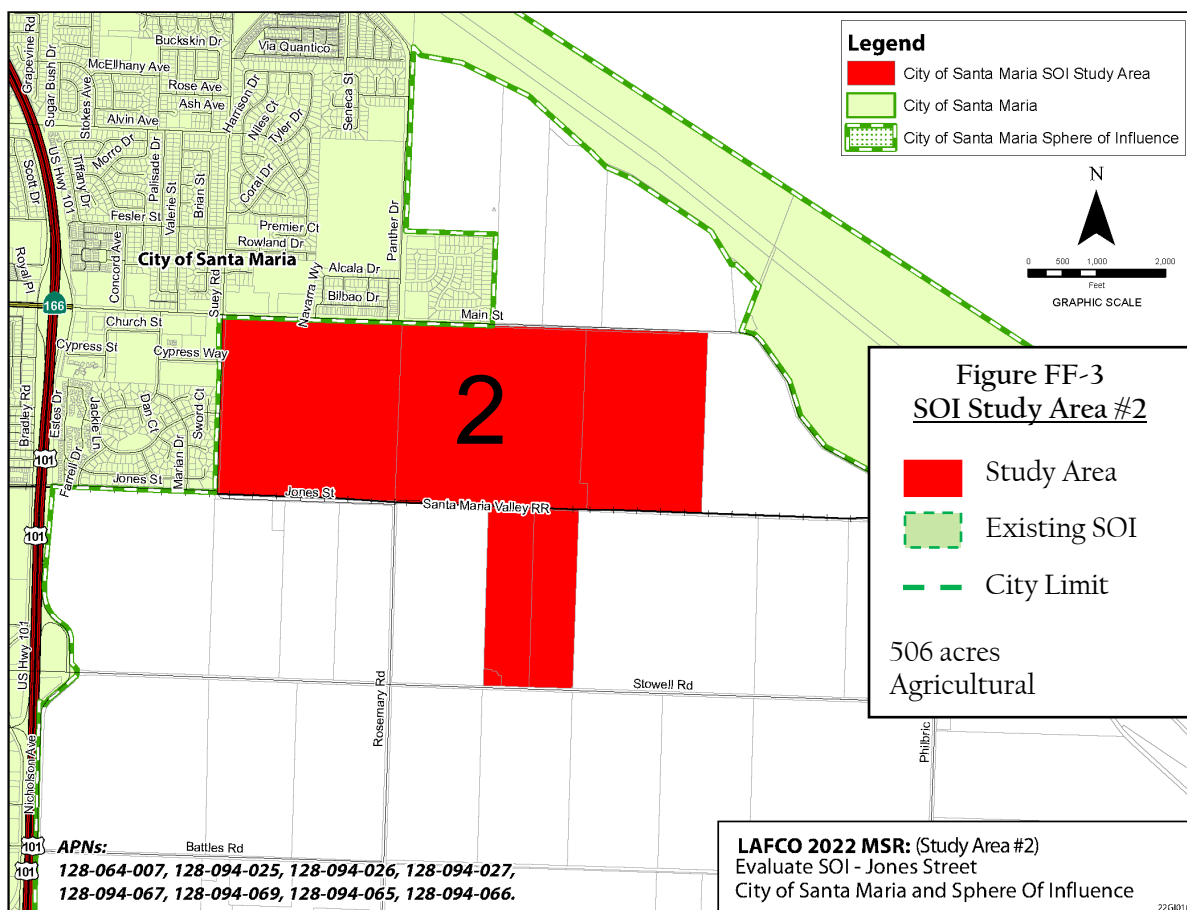 Legend
City of Santa Maria SOI Study Area
City of Santa Maria
City of Santa Maria Sphere of Influence
N
0 500 1,000 2,000
Feet
GRAPHIC SCALE
Grapevine Rd
Sugar Bush Dr
Stokes Ave
Buckskin Dr
Via Quantico
McElhany Ave
Rose Ave
Ash Ave
Alvin Ave
Harrison Dr
Niles Ct
Tyler Dr
Seneca St
Scott Dr
US Hwy 101
Tiffany Dr
Morro Dr
Palisade Dr
Valerie St
Brian St
Coral Dr
Fesler St
Premier Ct
Rowland Dr
Panther Dr
Royal Pl
Concord Ave
City of Santa Maria
Suey Rd
Navarra Wy
Alcala Dr
Bilbao Dr
166
Church St
Main St
Cypress St
Cypress Way
Bradley Rd
Estes Dr
Jackie Ln
Dan Ct
Marian Dr
Sword Ct
Farrell Dr
101
Jones St
2
Jones St
Santa Maria Valley RR
101
US Hwy 101
Rosemary Rd
Stowell Rd
Philbric
Nicholson Ave
101
101
Battles Rd
Figure FF-3
SOI Study Area #2
Study Area
Existing SOI
City Limit
506 acres
Agricultural
APNs:
128-064-007, 128-094-025, 128-094-026, 128-094-027,
128-094-067, 128-094-069, 128-094-065, 128-094-066.
LAFCO 2022 MSR: (Study Area #2)
Evaluate SOI - Jones Street
City of Santa Maria and Sphere Of Influence